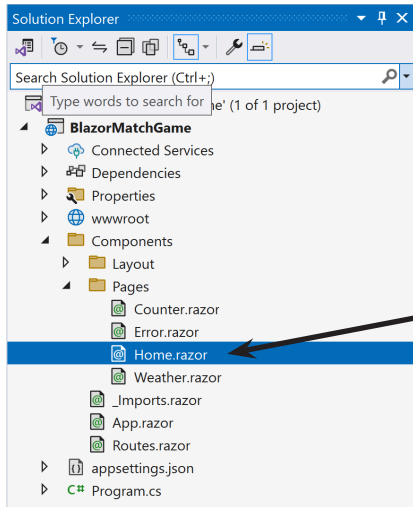 Solution Explorer
Search Solution Explorer (Ctrl+;)
Type words to search for
' (1 of 1 project)
BlazorMatchGame
Connected Services
Dependencies
Properties
wwwroot
Components
Layout
Pages
Counter.razor
Error.razor
Home.razor
Weather.razor
_Imports.razor
App.razor
Routes.razor
appsettings.json
C# Program.cs